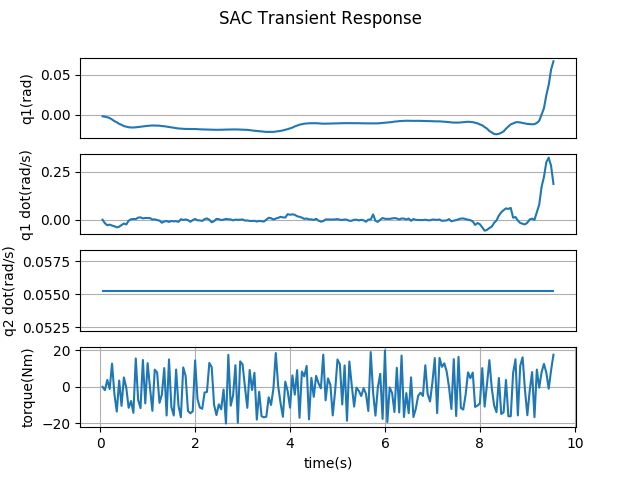 SAC Transient Response
q1(rad)
0.05
0.00
q1 dot(rad/s)
0.25
0.00
q2 dot(rad/s)
0.0575
0.0550
0.0525
torque(Nm)
20
0
−20
0 2 4 6 8 10
time(s)